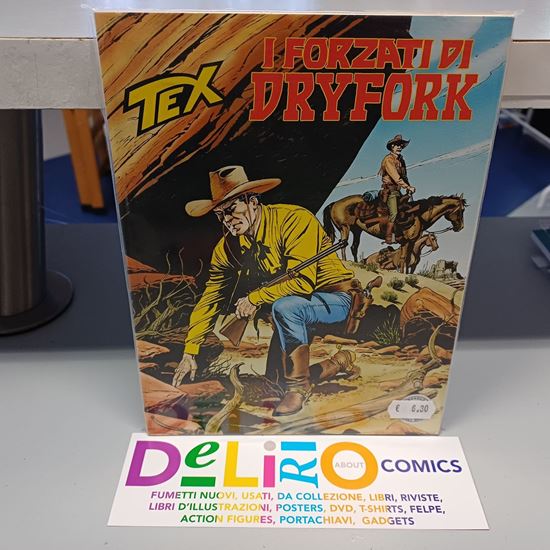 I FORZATI DI
DRYFORK
TEX
€ 6,30
DeLiRiO ABOUT COMICS
FUMETTI NUOVI, USATI, DA COLLEZIONE, LIBRI, RIVISTE,
LIBRI D'ILLUSTRAZIONI, POSTERS, DVD, T-SHIRTS, FELPE,
ACTION FIGURES, PORTACHIAVI, GADGETS